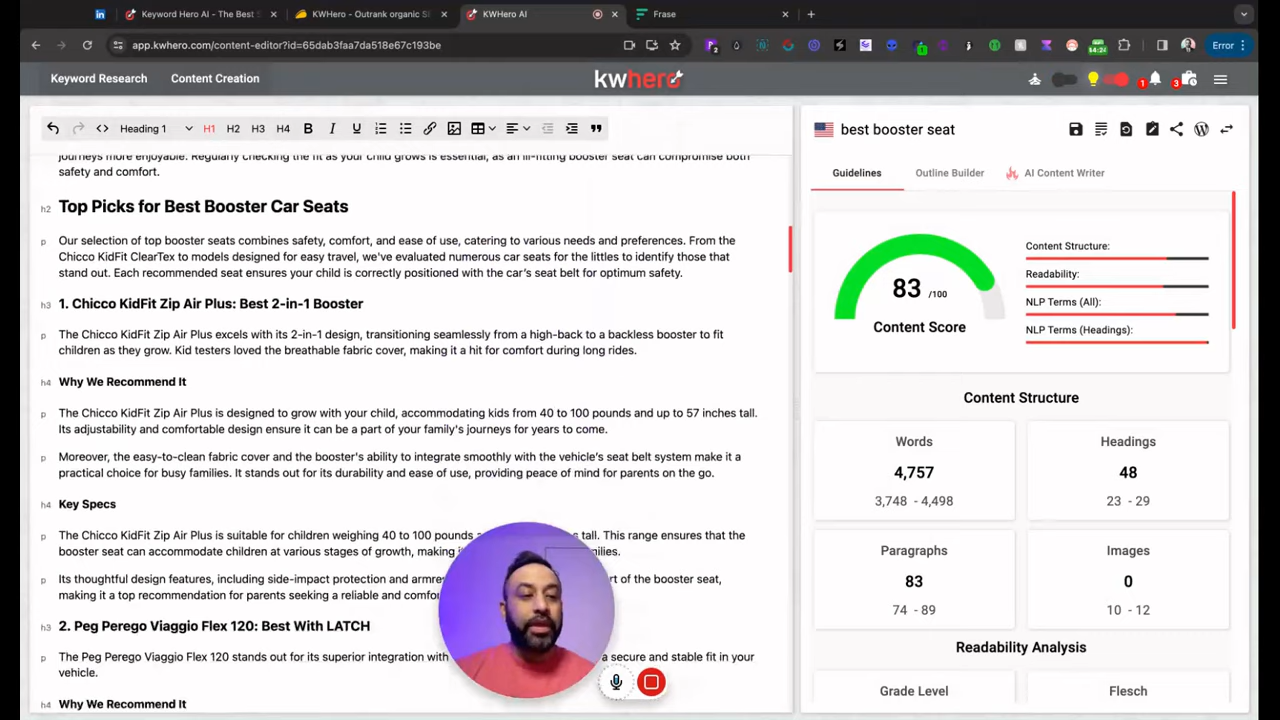 Keyword Hero AI - The Best S
KWHero - Outrank organic SE
KWHero AI
Frase
app.kwhero.com/content-editor?id=65dab3faa7da518e67c193be
Error
Keyword Research
Content Creation
kwhero
1
3
Heading 1
H1
H2
H3
H4
B
I
U
best booster seat
journeys more enjoyable. Regularly checking the fit as your child grows is essential, as an ill-fitting booster seat can compromise both
safety and comfort.
h2 Top Picks for Best Booster Car Seats
p Our selection of top booster seats combines safety, comfort, and ease of use, catering to various needs and preferences. From the
Chicco KidFit ClearTex to models designed for easy travel, we've evaluated numerous car seats for the littles to identify those that
stand out. Each recommended seat ensures your child is correctly positioned with the car's seat belt for optimum safety.
h3 1. Chicco KidFit Zip Air Plus: Best 2-in-1 Booster
p The Chicco KidFit Zip Air Plus excels with its 2-in-1 design, transitioning seamlessly from a high-back to a backless booster to fit
children as they grow. Kid testers loved the breathable fabric cover, making it a hit for comfort during long rides.
h4 Why We Recommend It
p The Chicco KidFit Zip Air Plus is designed to grow with your child, accommodating kids from 40 to 100 pounds and up to 57 inches tall.
Its adjustability and comfortable design ensure it can be a part of your family's journeys for years to come.
p Moreover, the easy-to-clean fabric cover and the booster's ability to integrate smoothly with the vehicle's seat belt system make it a
practical choice for busy families. It stands out for its durability and ease of use, providing peace of mind for parents on the go.
h4 Key Specs
p The Chicco KidFit Zip Air Plus is suitable for children weighing 40 to 100 pounds tall. This range ensures that the
booster seat can accommodate children at various stages of growth, making
p Its thoughtful design features, including side-impact protection and armre rt of the booster seat,
making it a top recommendation for parents seeking a reliable and comfo
h3 2. Peg Perego Viaggio Flex 120: Best With LATCH
p The Peg Perego Viaggio Flex 120 stands out for its superior integration with a secure and stable fit in your
vehicle.
h4 Why We Recommend It
Guidelines
Outline Builder
AI Content Writer
83 /100
Content Score
Content Structure:
Readability:
NLP Terms (All):
NLP Terms (Headings):
Content Structure
Words
4,757
3,748 - 4,498
Headings
48
23 - 29
Paragraphs
83
74 - 89
Images
0
10 - 12
Readability Analysis
Grade Level
Flesch